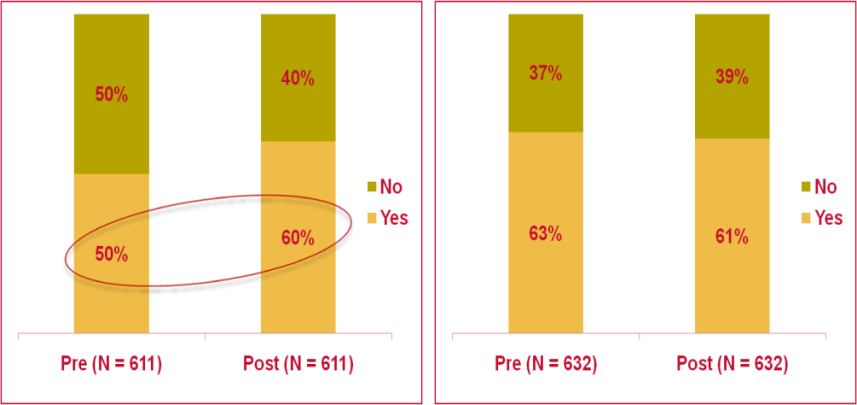 50%
40%
No
Yes
50%
60%
Pre (N = 611)
Post (N = 611)
37%
39%
No
Yes
63%
61%
Pre (N = 632)
Post (N = 632)